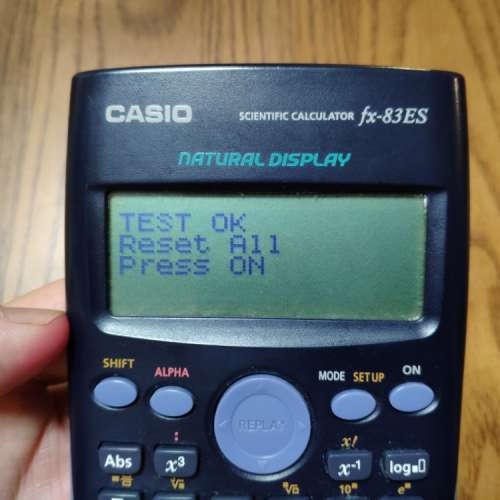 CASIO SCIENTIFIC CALCULATOR fx-83ES
NATURAL DISPLAY
TEST OK
Reset All
Press ON
SHIFT ALPHA MODE SETUP ON
REPLAY
x!
Abs x³ x⁻¹ log■□